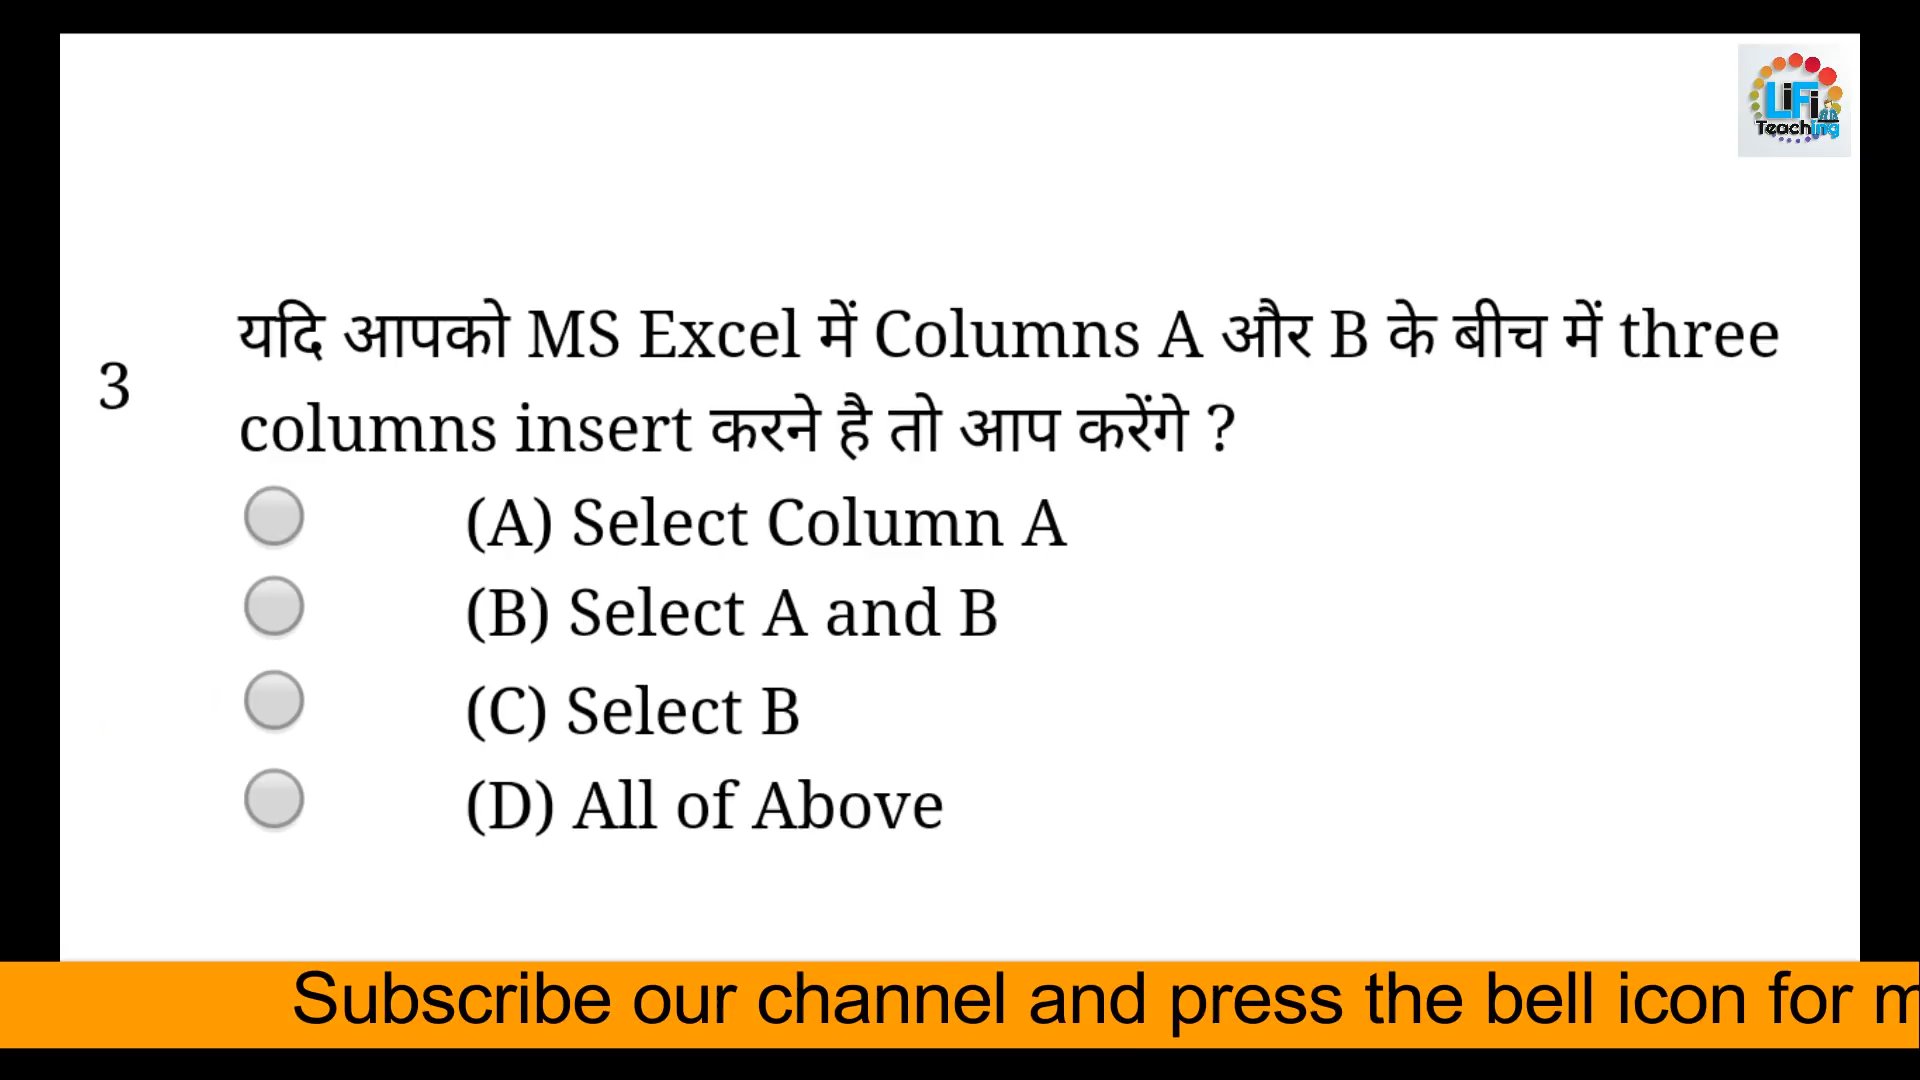 LiFi
Teaching
3
यदि आपको MS Excel में Columns A और B के बीच में three
columns insert करने है तो आप करेंगे ?
(A) Select Column A
(B) Select A and B
(C) Select B
(D) All of Above
Subscribe our channel and press the bell icon for m